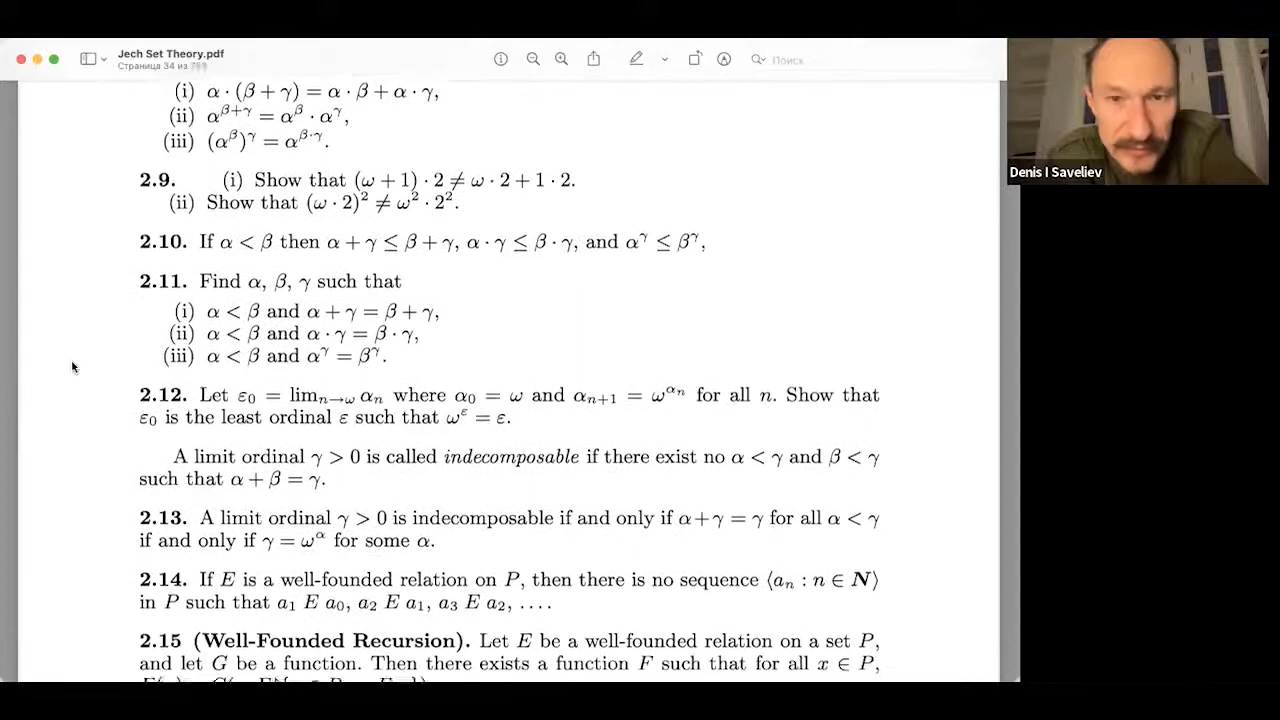 Jech Set Theory.pdf
Страница 34 из
Поиск
(i) α · (β + γ) = α · β + α · γ,
(ii) α^{β+γ} = α^β · α^γ,
(iii) (α^β)^γ = α^{β·γ}.
2.9. (i) Show that (ω + 1) · 2 ≠ ω · 2 + 1 · 2.
(ii) Show that (ω · 2)² ≠ ω² · 2².
2.10. If α < β then α + γ ≤ β + γ, α · γ ≤ β · γ, and α^γ ≤ β^γ,
2.11. Find α, β, γ such that
(i) α < β and α + γ = β + γ,
(ii) α < β and α · γ = β · γ,
(iii) α < β and α^γ = β^γ.
2.12. Let ε₀ = lim_{n→ω} α_n where α₀ = ω and α_{n+1} = ω^{α_n} for all n. Show that
ε₀ is the least ordinal ε such that ω^ε = ε.
A limit ordinal γ > 0 is called indecomposable if there exist no α < γ and β < γ
such that α + β = γ.
2.13. A limit ordinal γ > 0 is indecomposable if and only if α+γ = γ for all α < γ
if and only if γ = ω^α for some α.
2.14. If E is a well-founded relation on P, then there is no sequence ⟨a_n : n ∈ N⟩
in P such that a₁ E a₀, a₂ E a₁, a₃ E a₂, ....
2.15 (Well-Founded Recursion). Let E be a well-founded relation on a set P,
and let G be a function. Then there exists a function F such that for all x ∈ P,
Denis I Saveliev